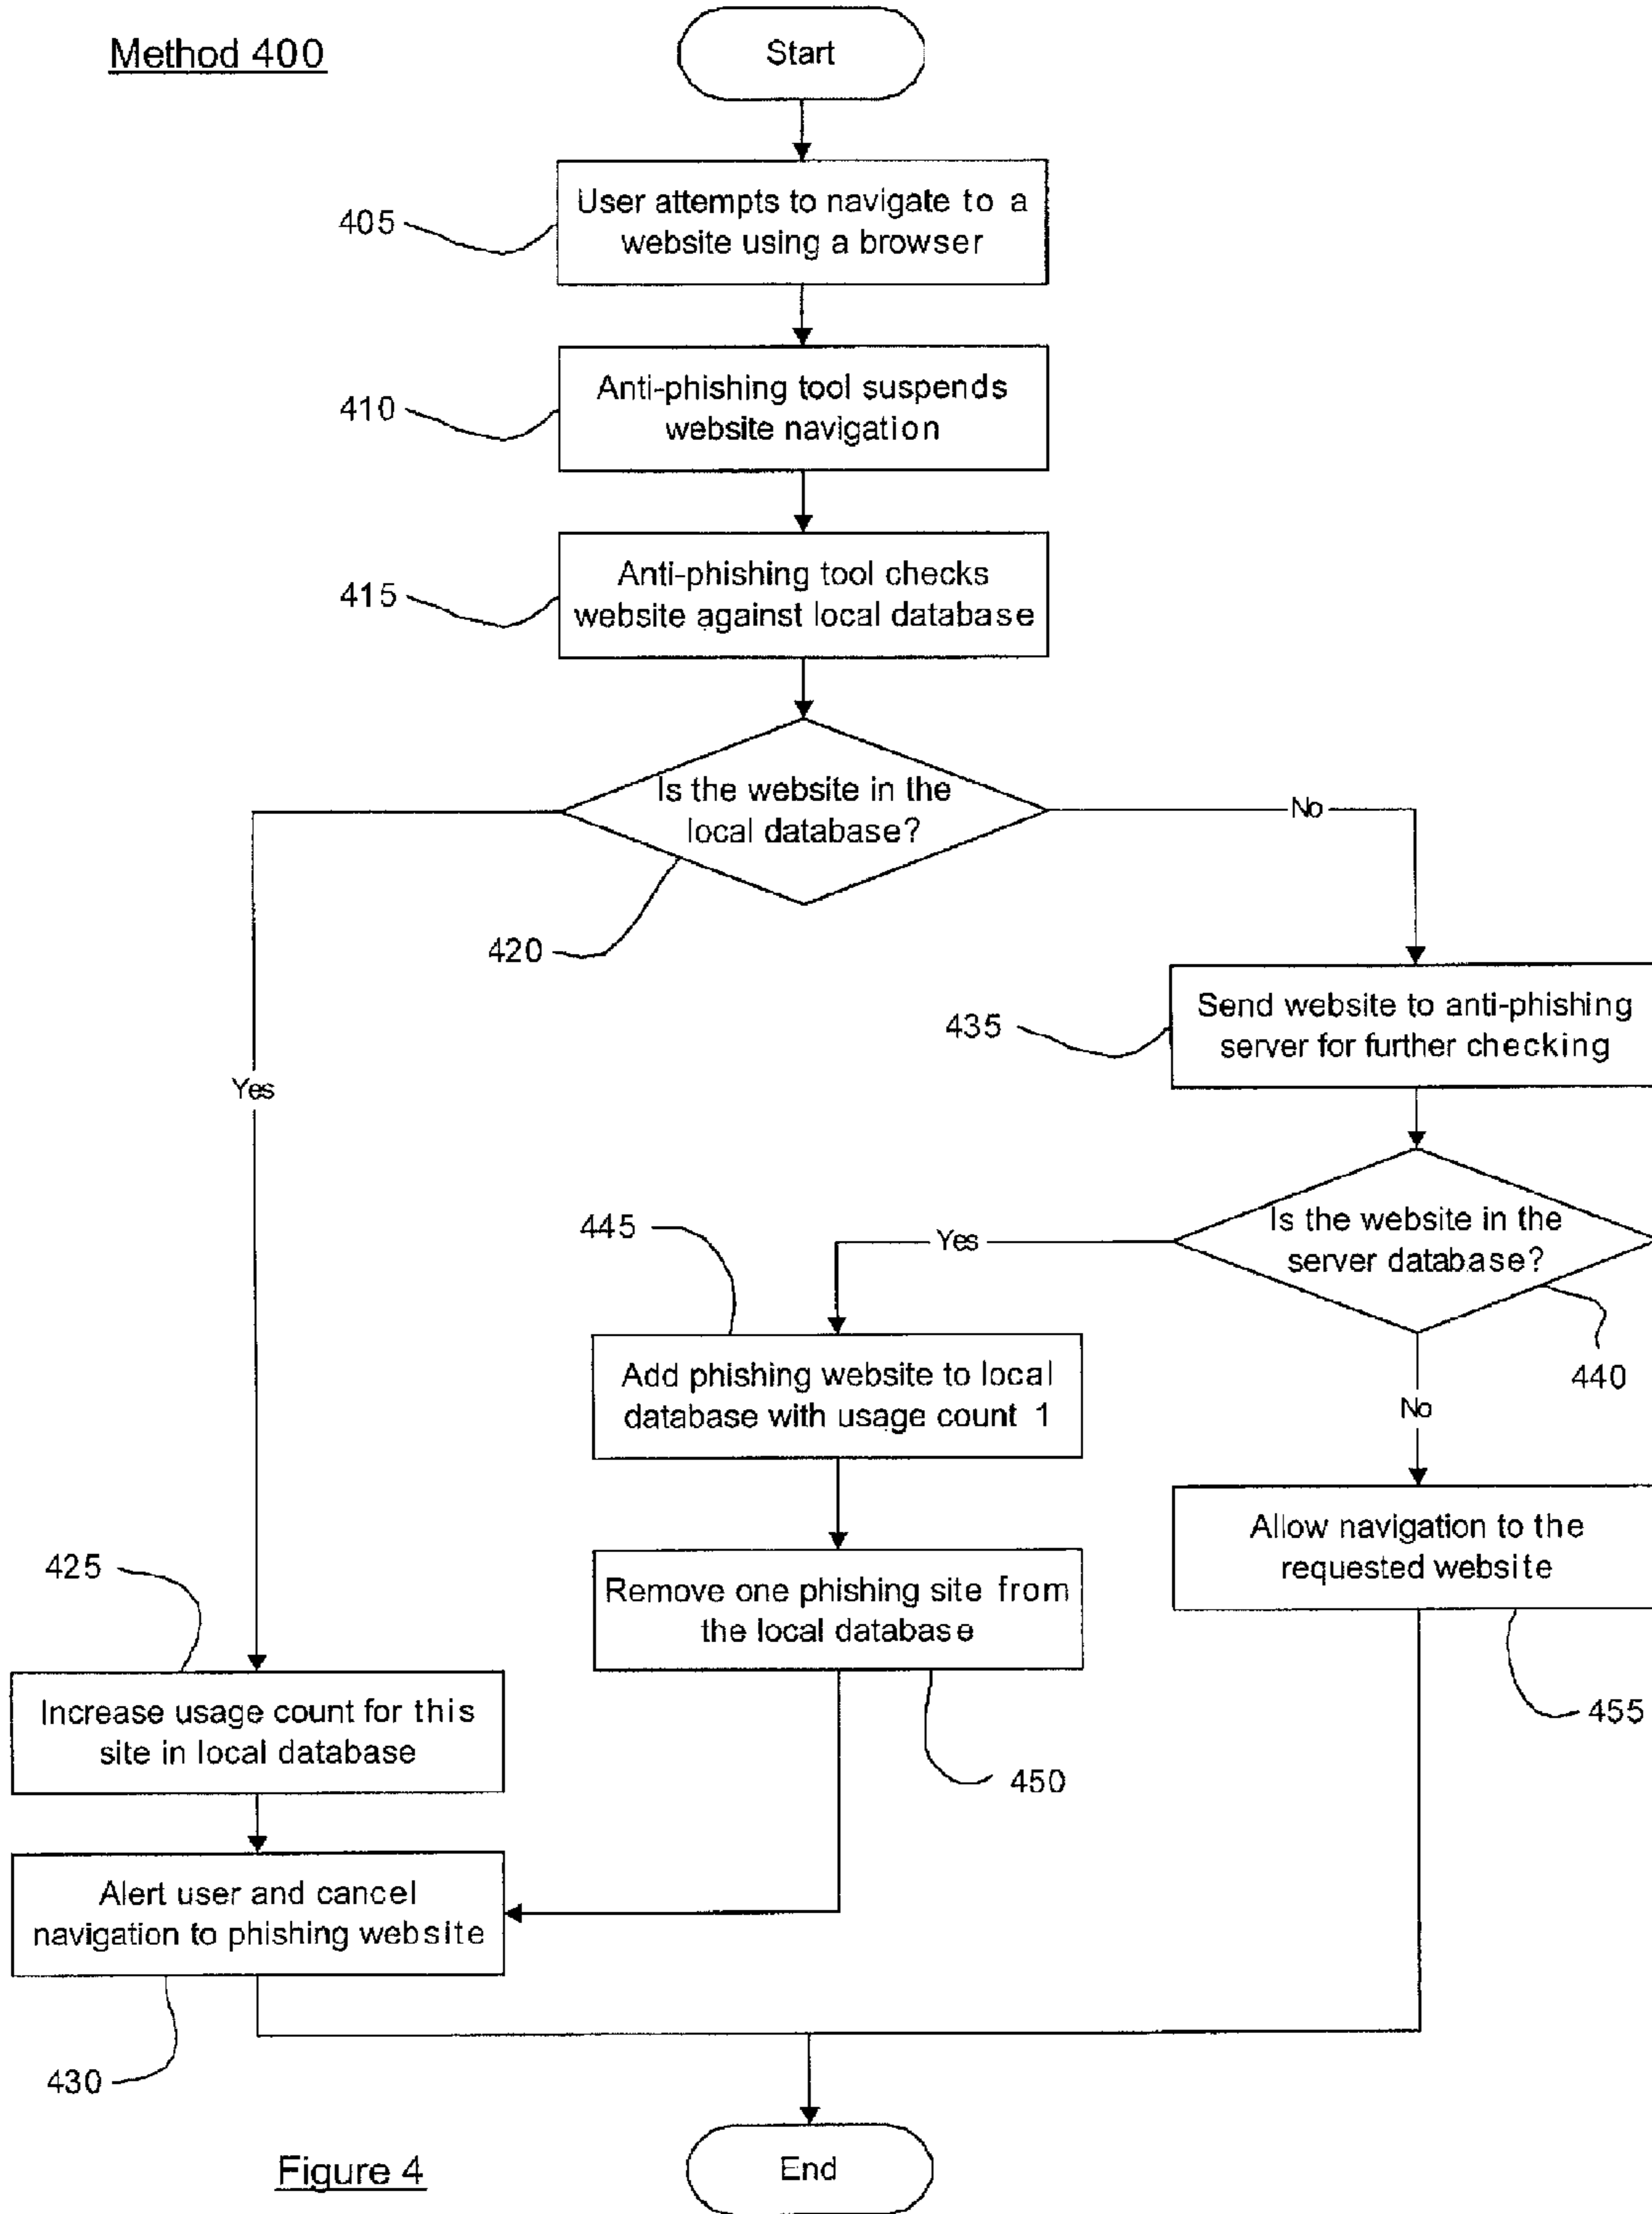 Method 400
Start
405
User attempts to navigate to a
website using a browser
410
Anti-phishing tool suspends
website navigation
415
Anti-phishing tool checks
website against local database
Is the website in the
local database?
420
No
Yes
435
Send website to anti-phishing
server for further checking
Is the website in the
server database?
440
Yes
No
445
Add phishing website to local
database with usage count 1
Remove one phishing site from
the local database
450
Allow navigation to the
requested website
455
425
Increase usage count for this
site in local database
Alert user and cancel
navigation to phishing website
430
End
Figure 4